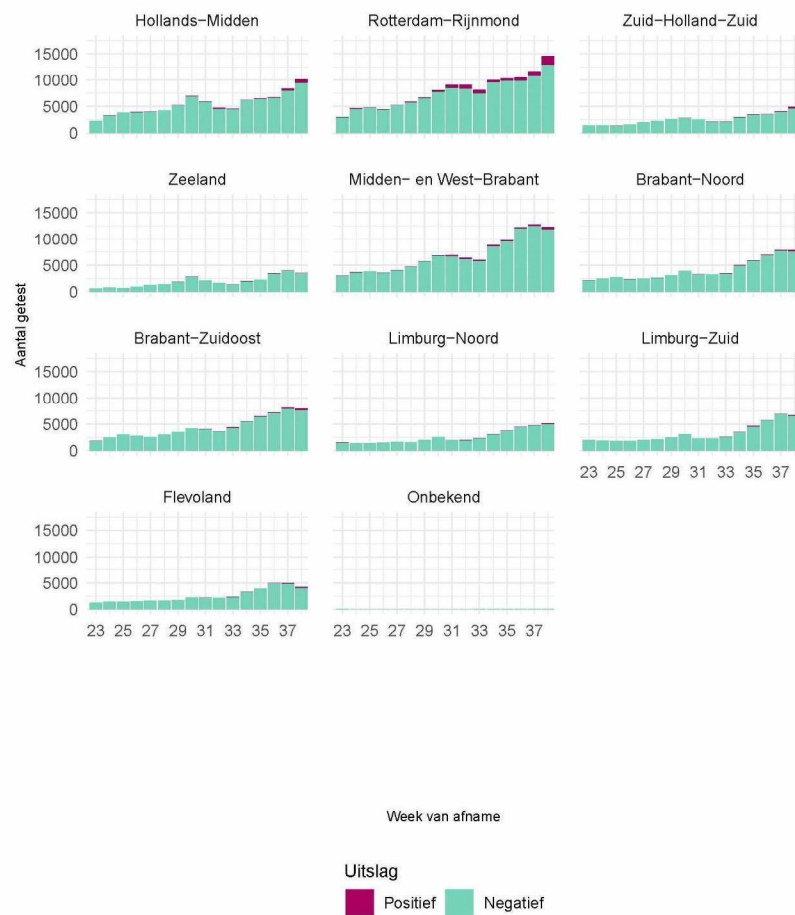 Hollands−Midden Rotterdam−Rijnmond Zuid−Holland−Zuid
15000
10000
5000
0
Zeeland Midden− en West−Brabant Brabant−Noord
15000
10000
5000
0
Aantal getest
Brabant−Zuidoost Limburg−Noord Limburg−Zuid
15000
10000
5000
0
23 25 27 29 31 33 35 37
Flevoland Onbekend
15000
10000
5000
0
23 25 27 29 31 33 35 37 23 25 27 29 31 33 35 37
Week van afname
Uitslag
Positief Negatief